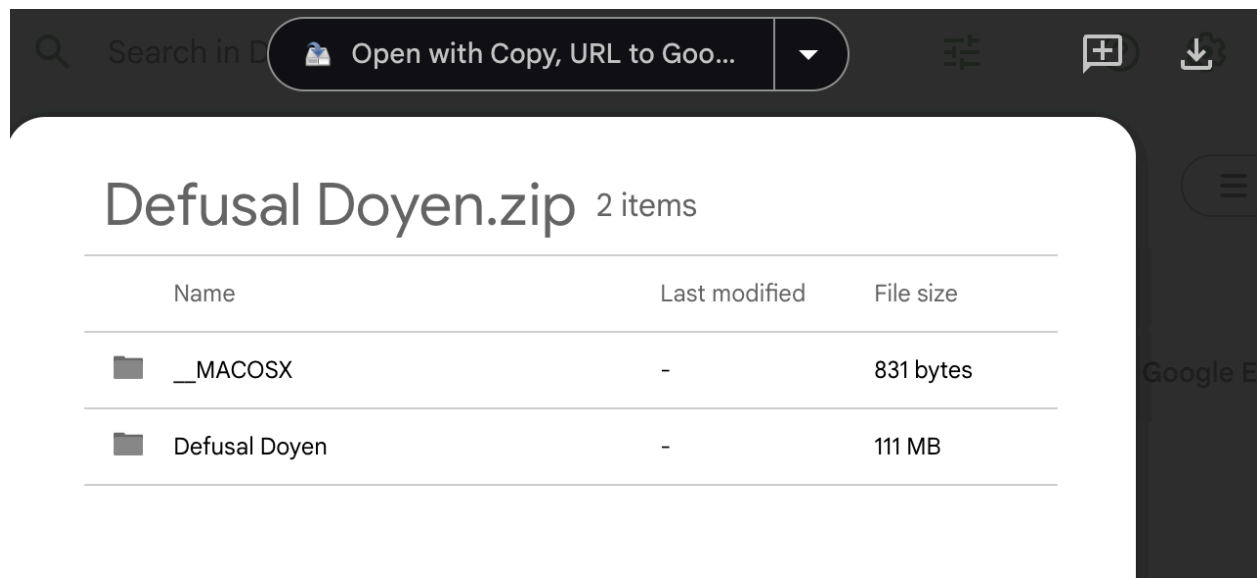 Search in D
Open with Copy, URL to Goo...
Defusal Doyen.zip 2 items
Name Last modified File size
__MACOSX - 831 bytes
Google E
Defusal Doyen - 111 MB